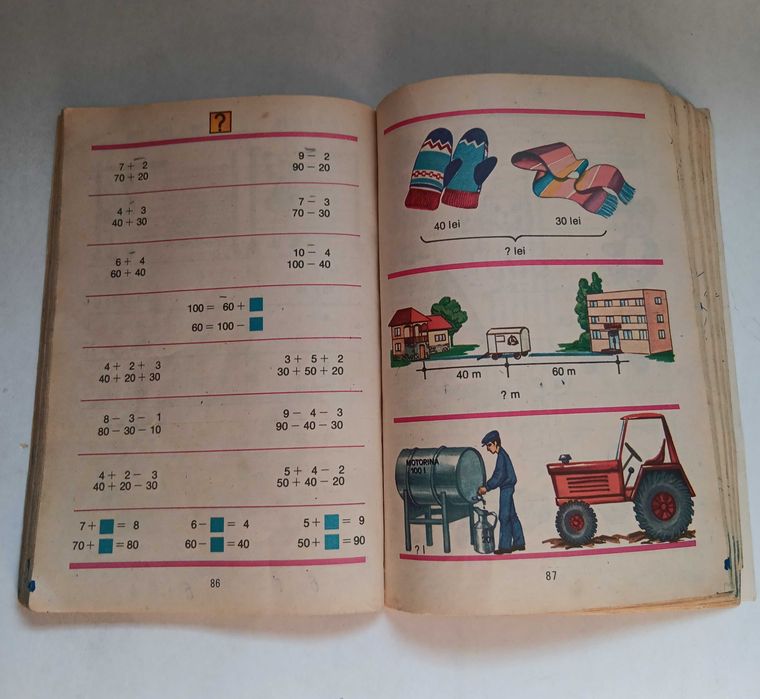 ?
7 + 2 9 - 2
70 + 20 90 - 20
4 + 3 7 - 3
40 + 30 70 - 30
6 + 4 10 - 4
60 + 40 100 - 40
100 = 60 + ■
60 = 100 - ■
4 + 2 + 3 3 + 5 + 2
40 + 20 + 30 30 + 50 + 20
8 - 3 - 1 9 - 4 - 3
80 - 30 - 10 90 - 40 - 30
4 + 2 - 3 5 + 4 - 2
40 + 20 - 30 50 + 40 - 20
7 + ■ = 8 6 - ■ = 4 5 + ■ = 9
70 + ■ = 80 60 - ■ = 40 50 + ■ = 90
86
40 lei 30 lei
? lei
40 m 60 m
? m
MOTORINA
100 l
20
? l
87